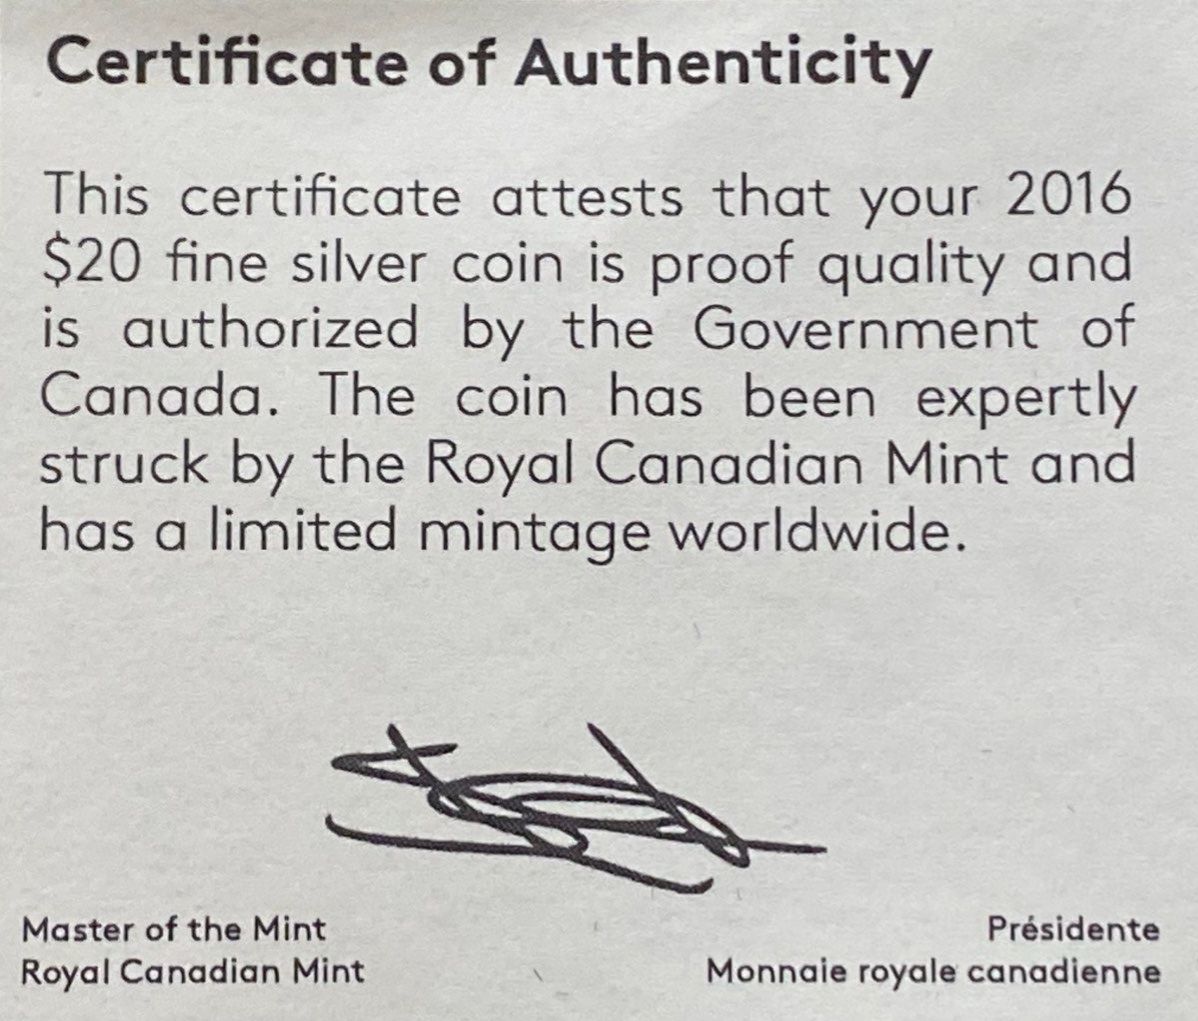 Certificate of Authenticity
This certificate attests that your 2016
$20 fine silver coin is proof quality and
is authorized by the Government of
Canada. The coin has been expertly
struck by the Royal Canadian Mint and
has a limited mintage worldwide.
Master of the Mint
Royal Canadian Mint
Présidente
Monnaie royale canadienne